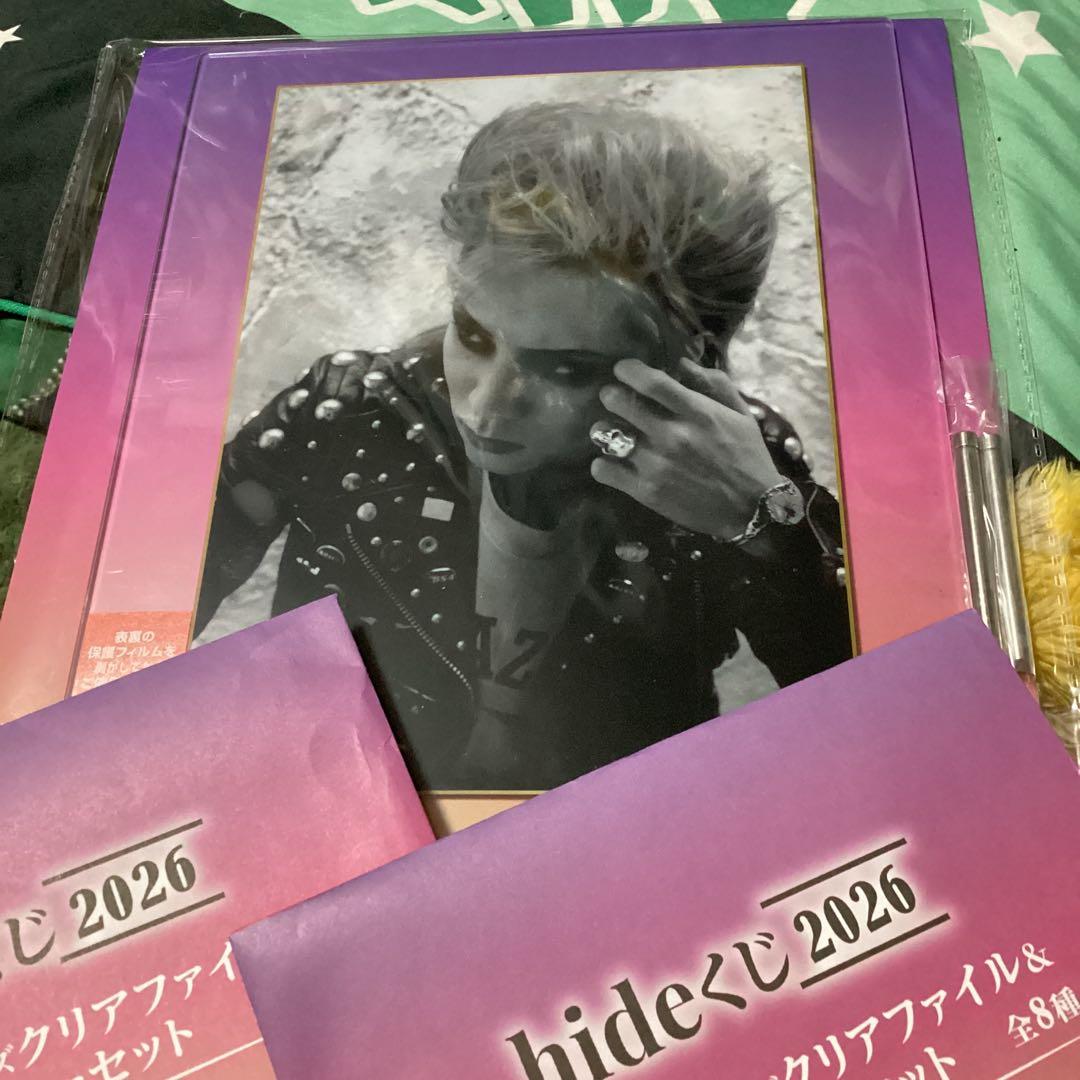 表裏の
保護フィルムを
AZ
くじ 2026
ズクリアファイ
セット
hideくじ 2026
クリアファイル&
ット
全8種